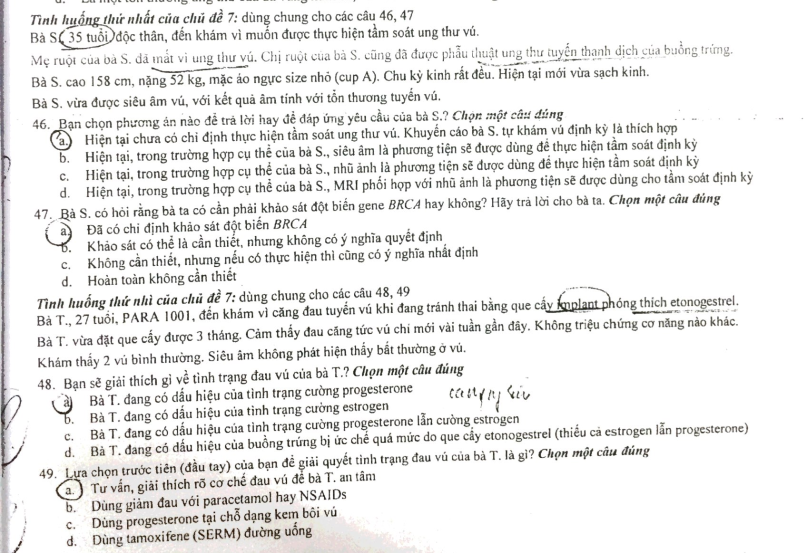 Tình huống thứ nhất của chủ đề 7: dùng chung cho các câu 46, 47
Bà S., 35 tuổi, độc thân, đến khám vì muốn được thực hiện tầm soát ung thư vú.
Mẹ ruột của bà S. đã mất vì ung thư vú. Chị ruột của bà S. cũng đã được phẫu thuật ung thư tuyến thanh dịch của buồng trứng.
Bà S. cao 158 cm, nặng 52 kg, mặc áo ngực size nhỏ (cup A). Chu kỳ kinh rất đều. Hiện tại mới vừa sạch kinh.
Bà S. vừa được siêu âm vú, với kết quả âm tính với tổn thương tuyến vú.
46. Bạn chọn phương án nào để trả lời hay để đáp ứng yêu cầu của bà S.? Chọn một câu đúng
a. Hiện tại chưa có chỉ định thực hiện tầm soát ung thư vú. Khuyến cáo bà S. tự khám vú định kỳ là thích hợp
b. Hiện tại, trong trường hợp cụ thể của bà S., siêu âm là phương tiện sẽ được dùng để thực hiện tầm soát định kỳ
c. Hiện tại, trong trường hợp cụ thể của bà S., nhũ ảnh là phương tiện sẽ được dùng để thực hiện tầm soát định kỳ
d. Hiện tại, trong trường hợp cụ thể của bà S., MRI phối hợp với nhũ ảnh là phương tiện sẽ được dùng cho tầm soát định kỳ
47. Bà S. có hỏi rằng bà ta có cần phải khảo sát đột biến gene BRCA hay không? Hãy trả lời cho bà ta. Chọn một câu đúng
a. Đã có chỉ định khảo sát đột biến BRCA
b. Khảo sát có thể là cần thiết, nhưng không có ý nghĩa quyết định
c. Không cần thiết, nhưng nếu có thực hiện thì cũng có ý nghĩa nhất định
d. Hoàn toàn không cần thiết
Tình huống thứ nhì của chủ đề 7: dùng chung cho các câu 48, 49
Bà T., 27 tuổi, PARA 1001, đến khám vì căng đau tuyến vú khi đang tránh thai bằng que cấy implant phóng thích etonogestrel.
Bà T. vừa đặt que cấy được 3 tháng. Cảm thấy đau căng tức vú chỉ mới vài tuần gần đây. Không triệu chứng cơ năng nào khác.
Khám thấy 2 vú bình thường. Siêu âm không phát hiện thấy bất thường ở vú.
48. Bạn sẽ giải thích gì về tình trạng đau vú của bà T.? Chọn một câu đúng
a. Bà T. đang có dấu hiệu của tình trạng cường progesterone
b. Bà T. đang có dấu hiệu của tình trạng cường estrogen
c. Bà T. đang có dấu hiệu của tình trạng cường progesterone lẫn cường estrogen
d. Bà T. đang có dấu hiệu của buồng trứng bị ức chế quá mức do que cấy etonogestrel (thiếu cả estrogen lẫn progesterone)
49. Lựa chọn trước tiên (đầu tay) của bạn để giải quyết tình trạng đau vú của bà T. là gì? Chọn một câu đúng
a. Tư vấn, giải thích rõ cơ chế đau vú để bà T. an tâm
b. Dùng giảm đau với paracetamol hay NSAIDs
c. Dùng progesterone tại chỗ dạng kem bôi vú
d. Dùng tamoxifene (SERM) đường uống